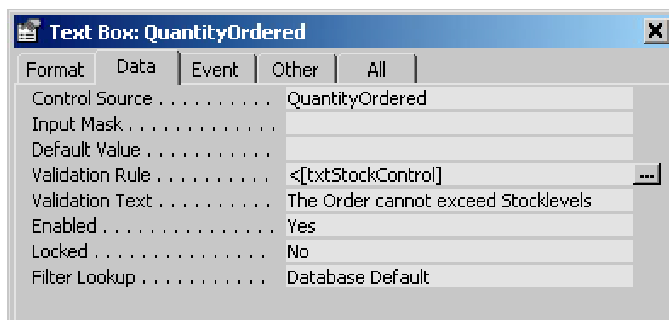 Text Box: QuantityOrdered
Format Data Event Other All
Control Source . . . . . . . . . . QuantityOrdered
Input Mask . . . . . . . . . . . . .
Default Value . . . . . . . . . . .
Validation Rule . . . . . . . . . . <[txtStockControl] ...
Validation Text . . . . . . . . . . The Order cannot exceed Stocklevels
Enabled . . . . . . . . . . . . . . . Yes
Locked . . . . . . . . . . . . . . . . No
Filter Lookup . . . . . . . . . . . Database Default